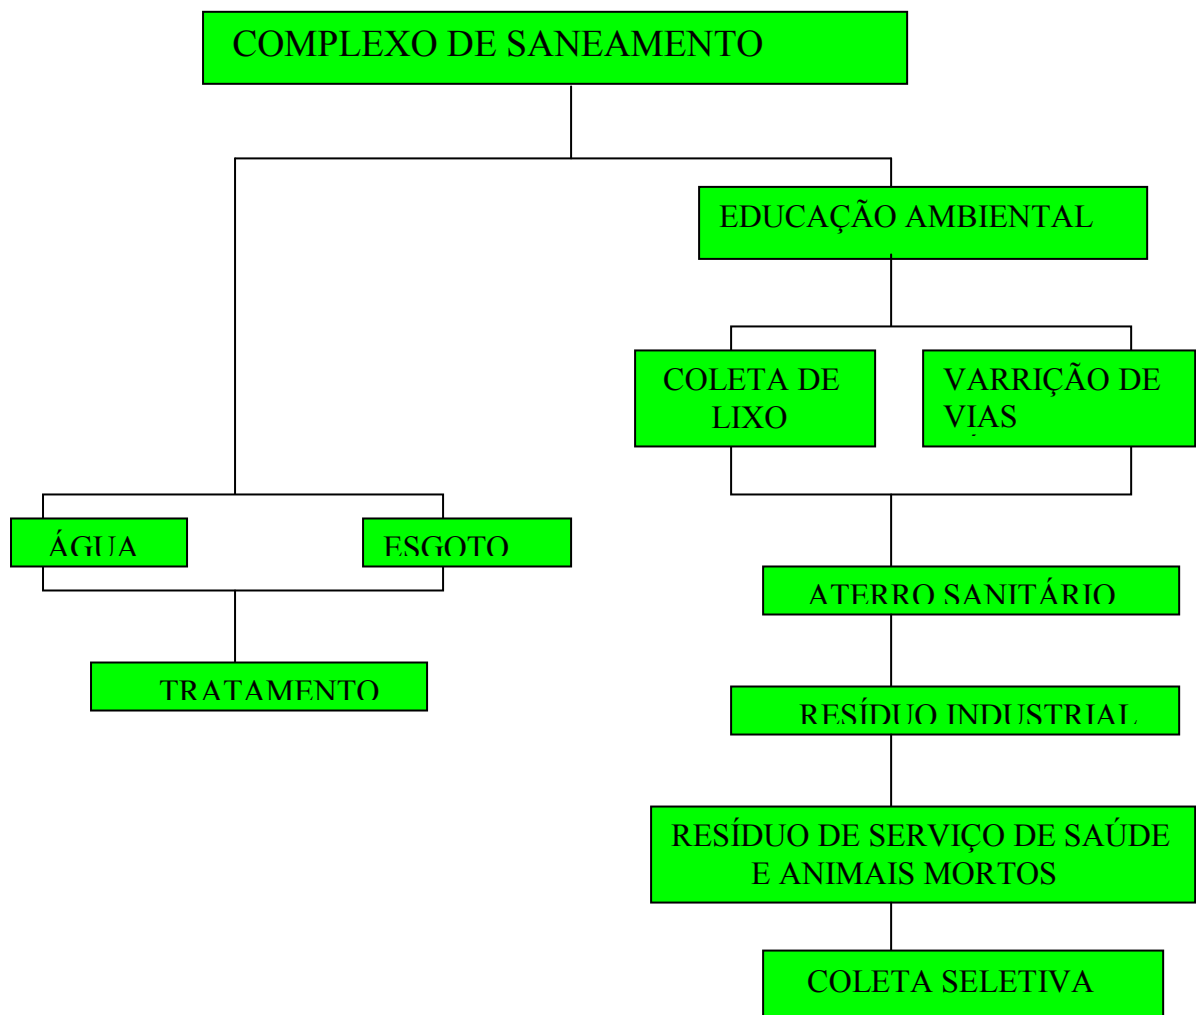 COMPLEXO DE SANEAMENTO
EDUCAÇÃO AMBIENTAL
COLETA DE
LIXO
VARRIÇÃO DE
VIAS
ÁGUA
ESGOTO
ATERRO SANITÁRIO
TRATAMENTO
RESÍDUO INDUSTRIAL
RESÍDUO DE SERVIÇO DE SAÚDE
E ANIMAIS MORTOS
COLETA SELETIVA